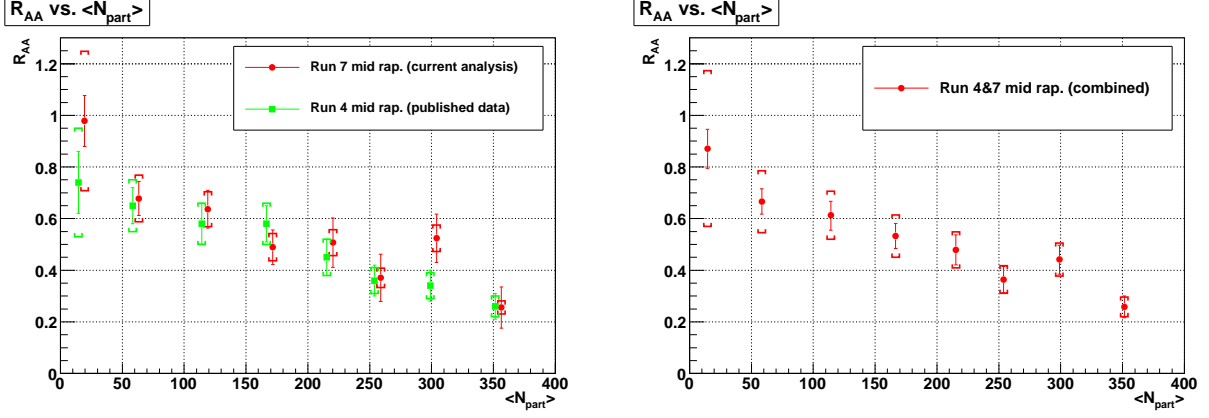 R_AA vs. <N_part>
R_AA
1.2
1
0.8
0.6
0.4
0.2
0
Run 7 mid rap. (current analysis)
Run 4 mid rap. (published data)
0 50 100 150 200 250 300 350 400
<N_part>
R_AA vs. <N_part>
R_AA
1.2
1
0.8
0.6
0.4
0.2
0
Run 4&7 mid rap. (combined)
0 50 100 150 200 250 300 350 400
<N_part>